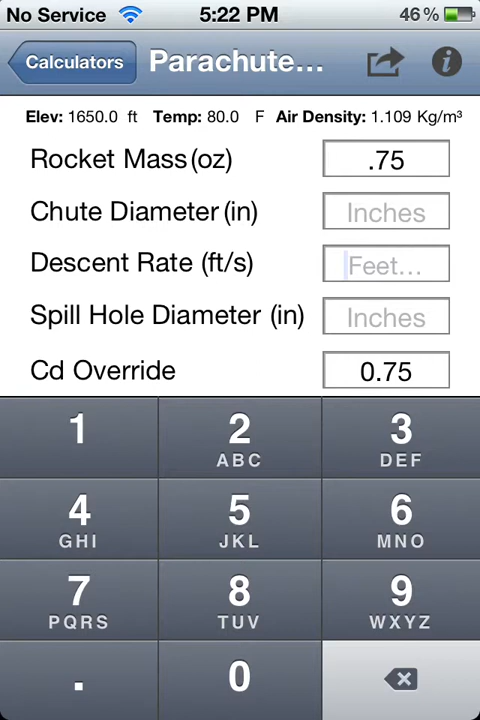 No Service 5:22 PM 46%
Calculators Parachute...
Elev: 1650.0 ft Temp: 80.0 F Air Density: 1.109 Kg/m³
Rocket Mass (oz) .75
Chute Diameter (in) Inches
Descent Rate (ft/s) Feet...
Spill Hole Diameter (in) Inches
Cd Override 0.75
1 2 3
ABC DEF
4 5 6
GHI JKL MNO
7 8 9
PQRS TUV WXYZ
. 0